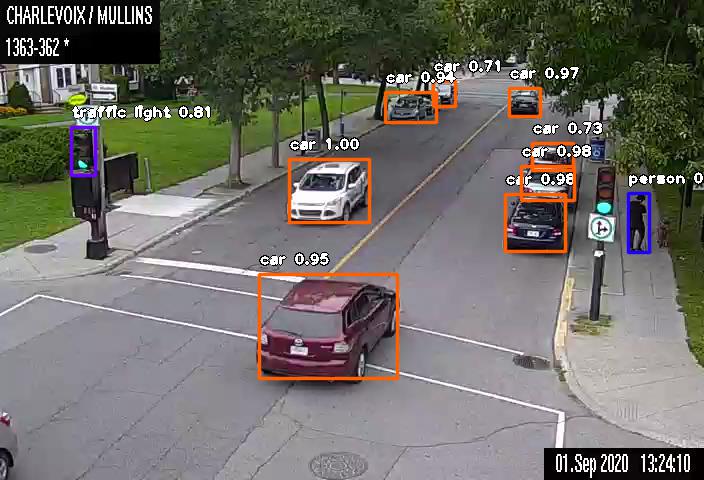 CHARLEVOIX / MULLINS
1363-362 *
car 0.71
car 0.94
car 0.97
traffic light 0.81
car 0.73
car 1.00
car 0.98
car 0.98
person 0
car 0.95
01.Sep 2020 13:24:10